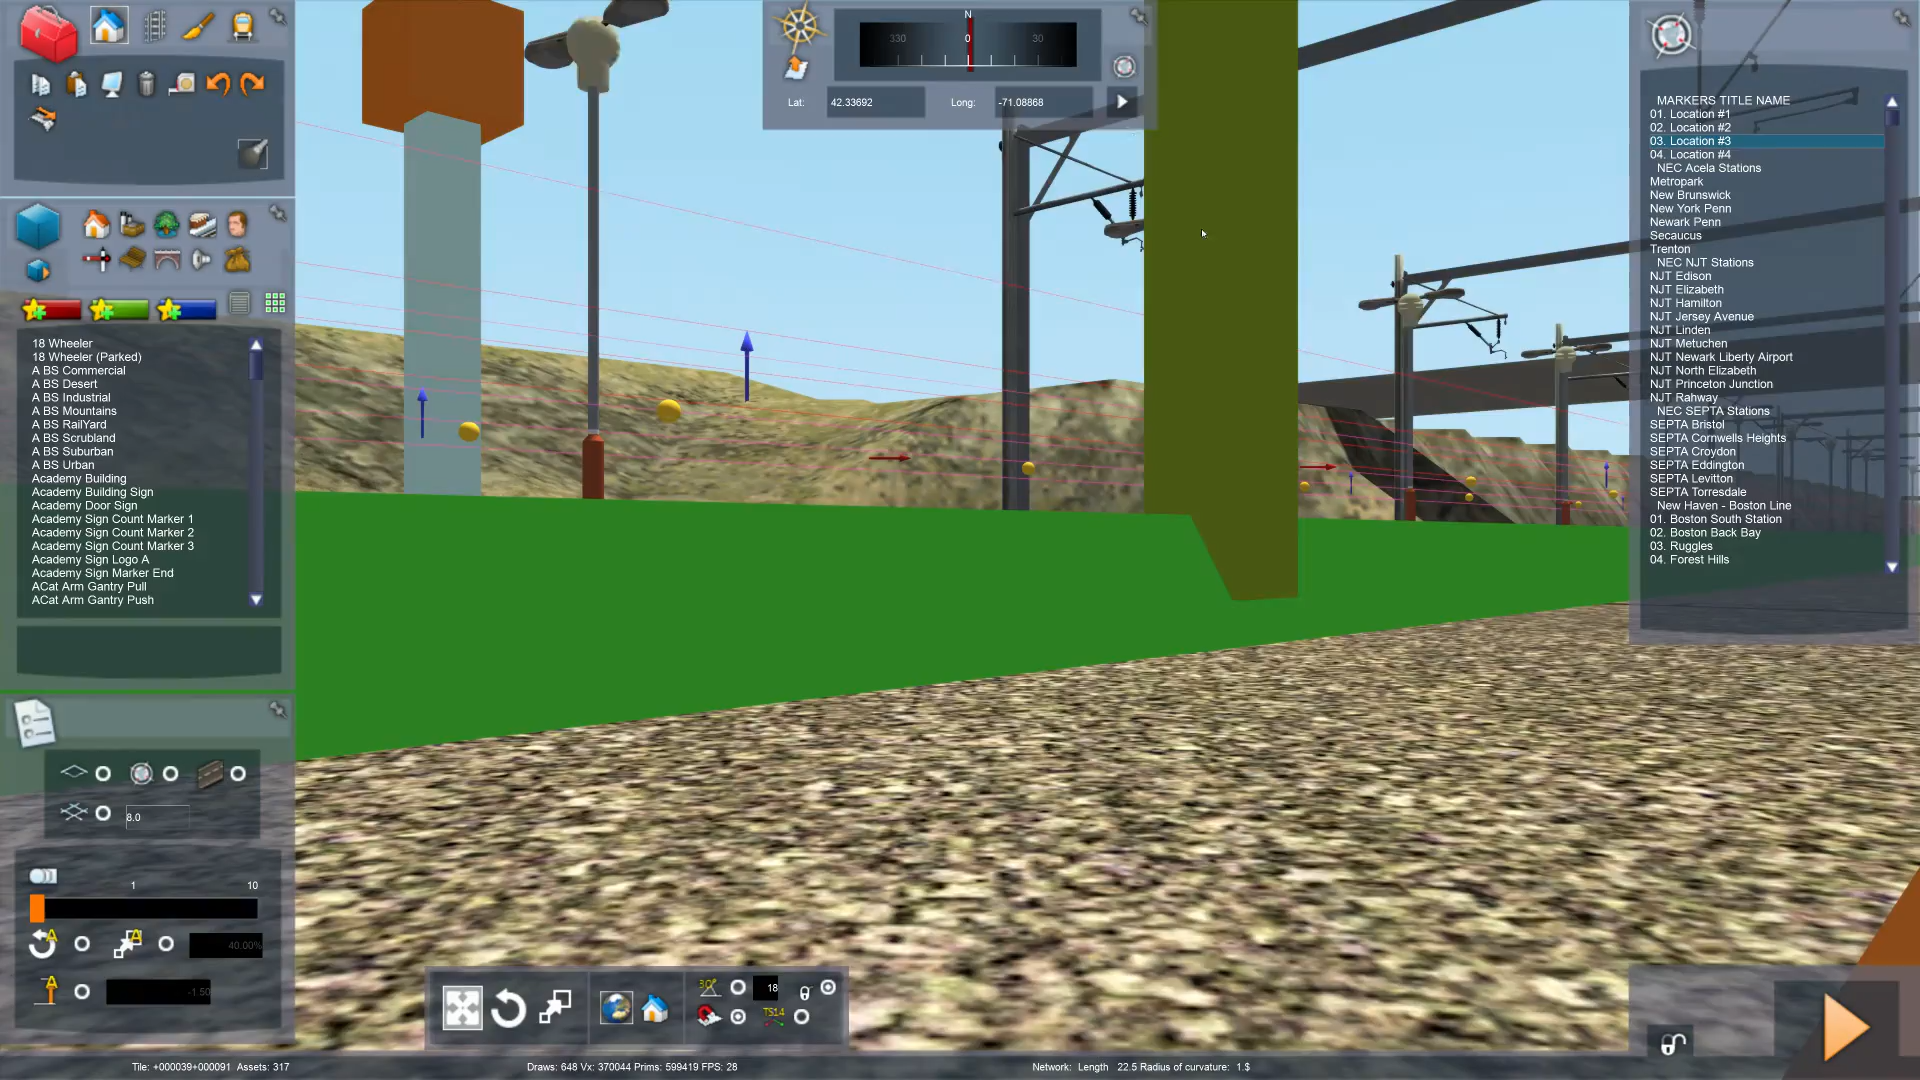 N
330 0 30
Lat: 42.33692 Long: -71.08868
18 Wheeler
18 Wheeler (Parked)
A BS Commercial
A BS Desert
A BS Industrial
A BS Mountains
A BS RailYard
A BS Scrubland
A BS Suburban
A BS Urban
Academy Building
Academy Building Sign
Academy Door Sign
Academy Sign Count Marker 1
Academy Sign Count Marker 2
Academy Sign Count Marker 3
Academy Sign Logo A
Academy Sign Marker End
ACat Arm Gantry Pull
ACat Arm Gantry Push
8.0
1 10
A A 40.00%
A -1.50
30° 18
TS14
MARKERS TITLE NAME
01. Location #1
02. Location #2
03. Location #3
04. Location #4
NEC Acela Stations
Metropark
New Brunswick
New York Penn
Newark Penn
Secaucus
Trenton
NEC NJT Stations
NJT Edison
NJT Elizabeth
NJT Hamilton
NJT Jersey Avenue
NJT Linden
NJT Metuchen
NJT Newark Liberty Airport
NJT North Elizabeth
NJT Princeton Junction
NJT Rahway
NEC SEPTA Stations
SEPTA Bristol
SEPTA Cornwells Heights
SEPTA Croydon
SEPTA Eddington
SEPTA Levitton
SEPTA Torresdale
New Haven - Boston Line
01. Boston South Station
02. Boston Back Bay
03. Ruggles
04. Forest Hills
Tile: +000039+000091 Assets: 317
Draws: 648 Vx: 370044 Prims: 599419 FPS: 28
Network: Length 22.5 Radius of curvature: 1.$